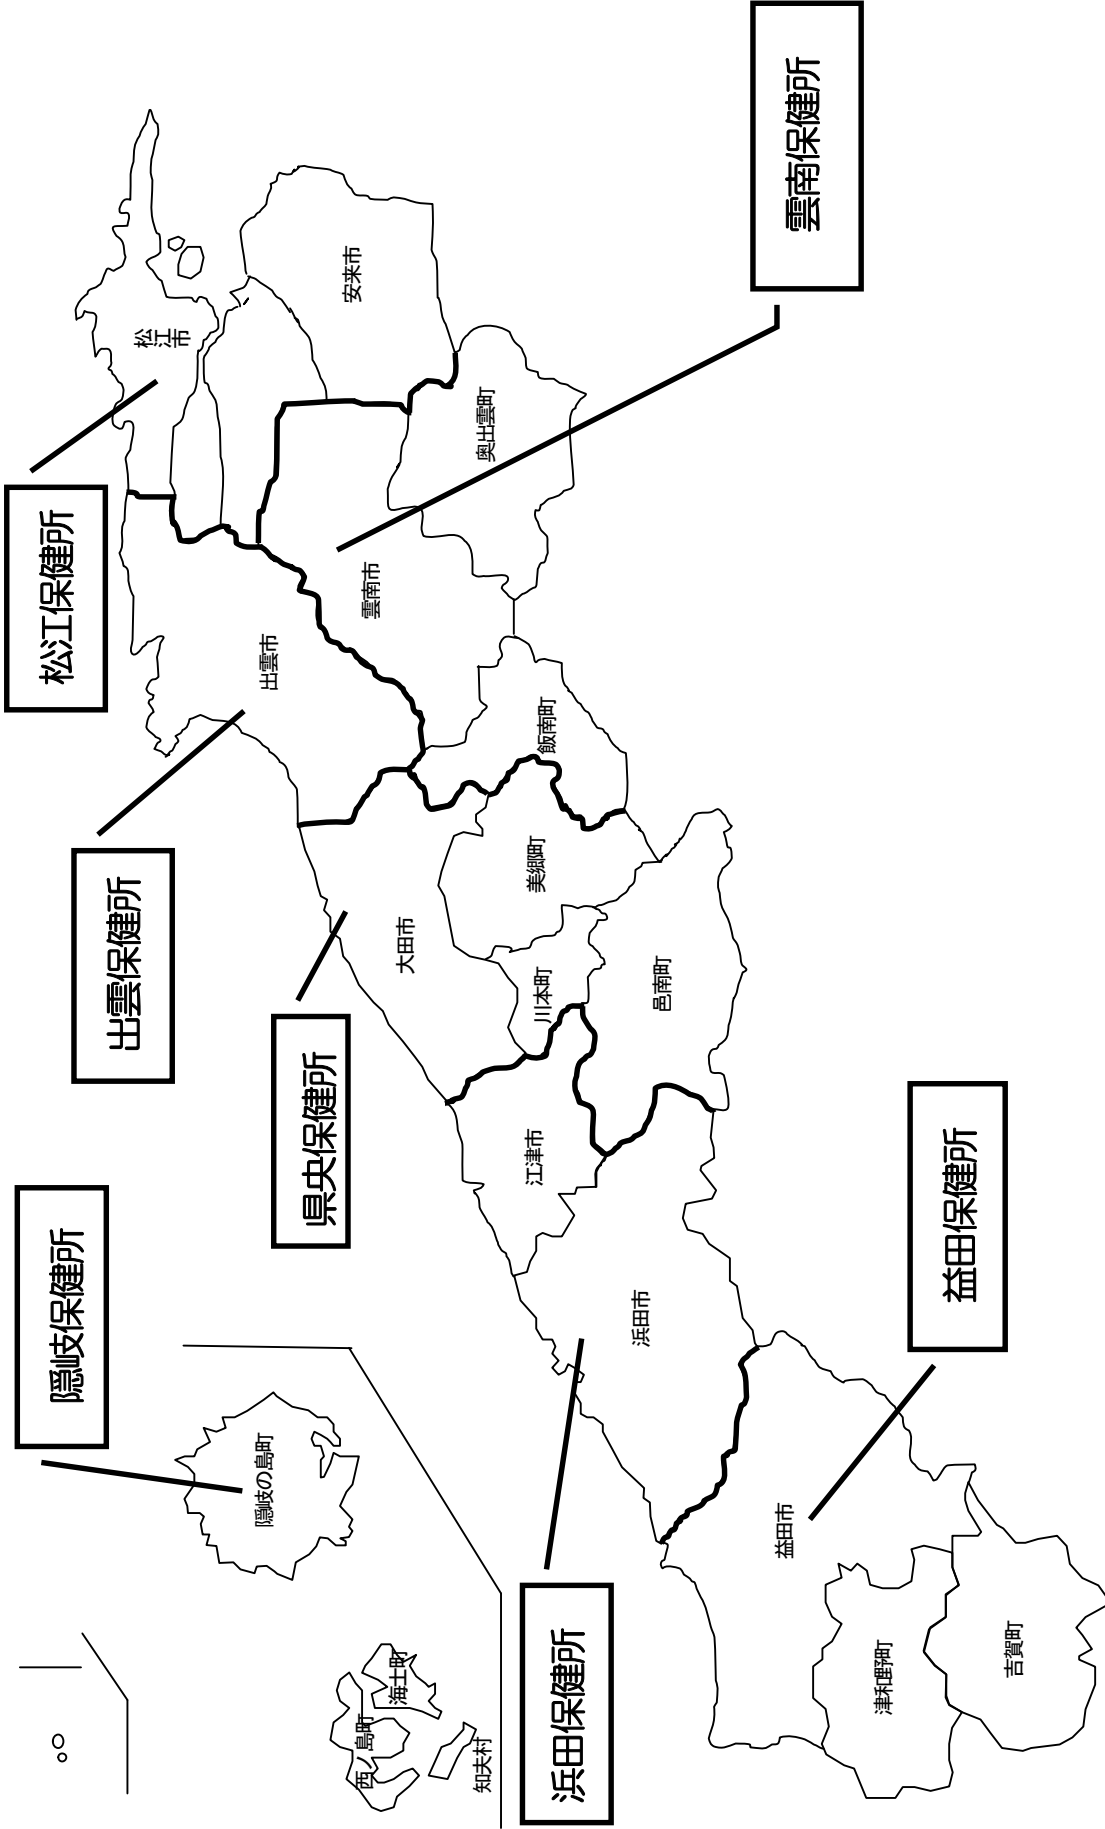 隠岐保健所
松江保健所
出雲保健所
県央保健所
浜田保健所
益田保健所
雲南保健所
隠岐の島町
西ノ島町
海士町
知夫村
松江市
安来市
出雲市
雲南市
奥出雲町
飯南町
大田市
美郷町
川本町
邑南町
江津市
浜田市
益田市
津和野町
吉賀町